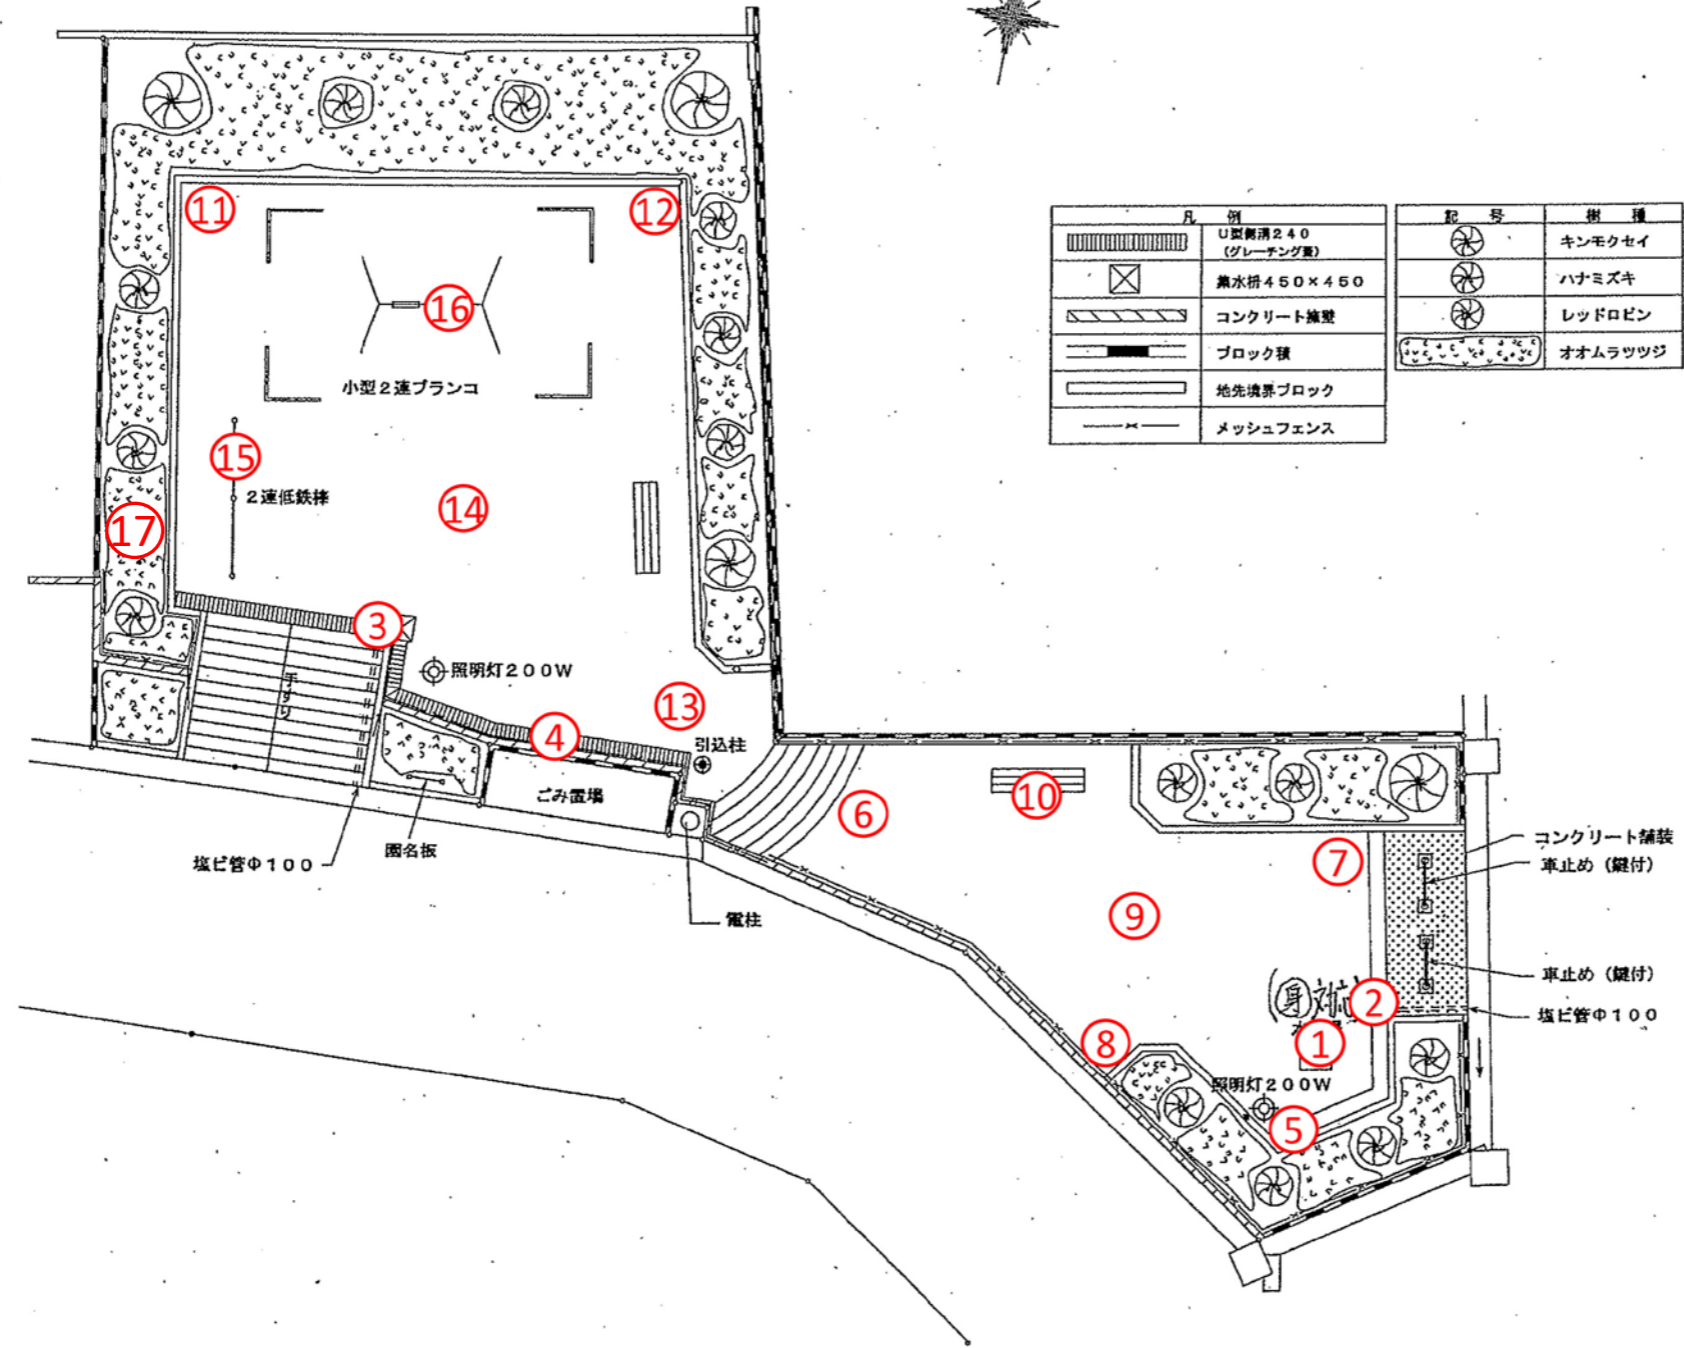 ⑪
⑫
⑯
小型2連ブランコ
⑮
2連低鉄棒
⑭
⑰
③
手すり
照明灯200W
⑬
④
引込柱
ごみ置場
園名板
塩ビ管Φ100
電柱
⑥
⑩
⑦
⑨
コンクリート舗装
車止め (鍵付)
車止め (鍵付)
塩ビ管Φ100
身対応
②
①
⑧
照明灯200W
⑤
凡 例
U型側溝240
(グレーチング蓋)
集水枡450×450
コンクリート擁壁
ブロック積
地先境界ブロック
メッシュフェンス
記 号 樹 種
キンモクセイ
ハナミズキ
レッドロビン
オオムラツツジ